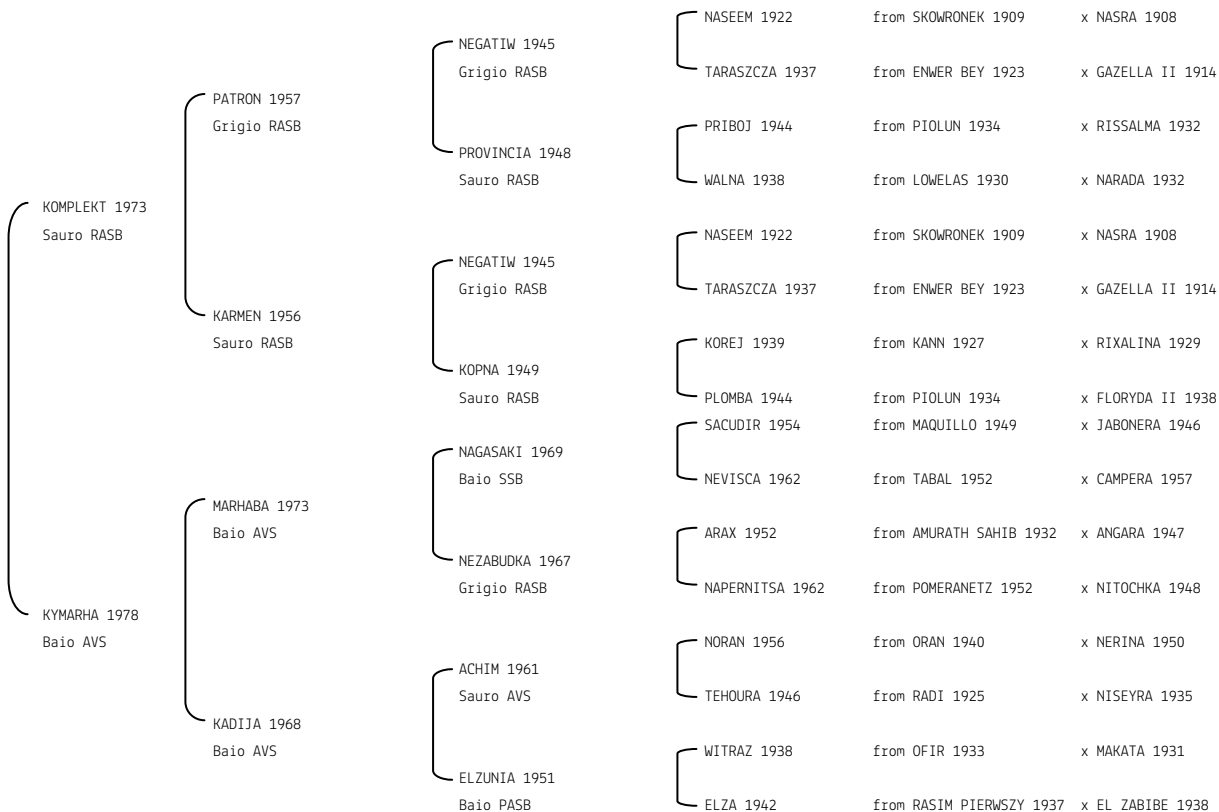 NASEEM 1922 from SKOWRONEK 1909 x NASRA 1908
NEGATIW 1945
Grigio RASB
TARASZCZA 1937 from ENWER BEY 1923 x GAZELLA II 1914
PATRON 1957
Grigio RASB
PRIBOJ 1944 from PIOLUN 1934 x RISSALMA 1932
PROVINCIA 1948
Sauro RASB
WALNA 1938 from LOWELAS 1930 x NARADA 1932
KOMPLEKT 1973
Sauro RASB
NASEEM 1922 from SKOWRONEK 1909 x NASRA 1908
NEGATIW 1945
Grigio RASB
TARASZCZA 1937 from ENWER BEY 1923 x GAZELLA II 1914
KARMEN 1956
Sauro RASB
KOREJ 1939 from KANN 1927 x RIXALINA 1929
KOPNA 1949
Sauro RASB
PLOMBA 1944 from PIOLUN 1934 x FLORYDA II 1938
SACUDIR 1954 from MAQUILLO 1949 x JABONERA 1946
NAGASAKI 1969
Baio SSB
NEVISCA 1962 from TABAL 1952 x CAMPERA 1957
MARHABA 1973
Baio AVS
ARAX 1952 from AMURATH SAHIB 1932 x ANGARA 1947
NEZABUDKA 1967
Grigio RASB
NAPERNITSA 1962 from POMERANETZ 1952 x NITOCHKA 1948
KYMARHA 1978
Baio AVS
NORAN 1956 from ORAN 1940 x NERINA 1950
ACHIM 1961
Sauro AVS
TEHOURA 1946 from RADI 1925 x NISEYRA 1935
KADIJA 1968
Baio AVS
WITRAZ 1938 from OFIR 1933 x MAKATA 1931
ELZUNIA 1951
Baio PASB
ELZA 1942 from RASIM PIERWSZY 1937 x EL ZABIBE 1938